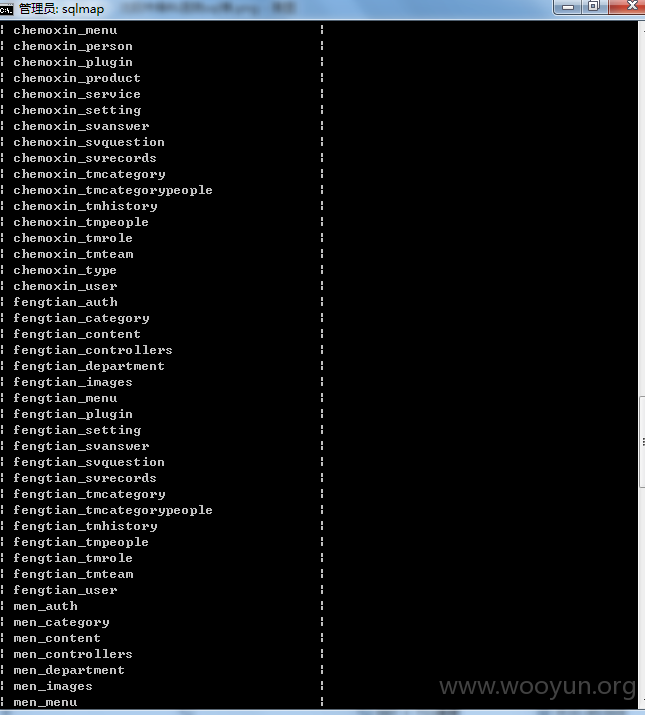 管理员: sqlmap
¦ chemoxin_menu ¦
¦ chemoxin_person ¦
¦ chemoxin_plugin ¦
¦ chemoxin_product ¦
¦ chemoxin_service ¦
¦ chemoxin_setting ¦
¦ chemoxin_svanswer ¦
¦ chemoxin_svquestion ¦
¦ chemoxin_svrecords ¦
¦ chemoxin_tmcategory ¦
¦ chemoxin_tmcategorypeople ¦
¦ chemoxin_tmhistory ¦
¦ chemoxin_tmpeople ¦
¦ chemoxin_tmrole ¦
¦ chemoxin_tmteam ¦
¦ chemoxin_type ¦
¦ chemoxin_user ¦
¦ fengtian_auth ¦
¦ fengtian_category ¦
¦ fengtian_content ¦
¦ fengtian_controllers ¦
¦ fengtian_department ¦
¦ fengtian_images ¦
¦ fengtian_menu ¦
¦ fengtian_plugin ¦
¦ fengtian_setting ¦
¦ fengtian_svanswer ¦
¦ fengtian_svquestion ¦
¦ fengtian_svrecords ¦
¦ fengtian_tmcategory ¦
¦ fengtian_tmcategorypeople ¦
¦ fengtian_tmhistory ¦
¦ fengtian_tmpeople ¦
¦ fengtian_tmrole ¦
¦ fengtian_tmteam ¦
¦ fengtian_user ¦
¦ men_auth ¦
¦ men_category ¦
¦ men_content ¦
¦ men_controllers ¦
¦ men_department ¦
¦ men_images ¦
¦ men_menu ¦
www.wooyun.org